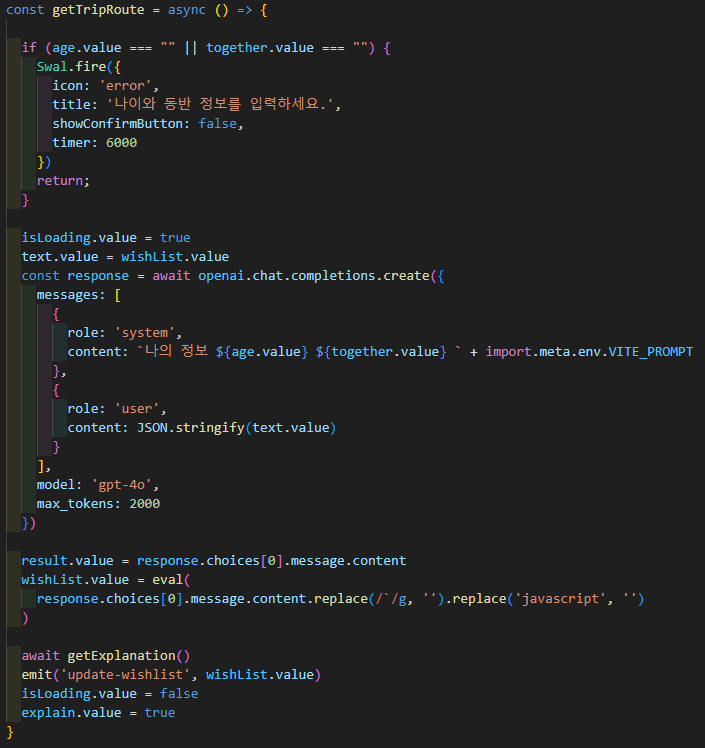 const getTripRoute = async () => {
if (age.value === "" || together.value === "") {
Swal.fire({
icon: 'error',
title: '나이와 동반 정보를 입력하세요.',
showConfirmButton: false,
timer: 6000
})
return;
}
isLoading.value = true
text.value = wishList.value
const response = await openai.chat.completions.create({
messages: [
{
role: 'system',
content: `나의 정보 ${age.value} ${together.value} ` + import.meta.env.VITE_PROMPT
},
{
role: 'user',
content: JSON.stringify(text.value)
}
],
model: 'gpt-4o',
max_tokens: 2000
})
result.value = response.choices[0].message.content
wishList.value = eval(
response.choices[0].message.content.replace(/`/g, '').replace('javascript', '')
)
await getExplanation()
emit('update-wishlist', wishList.value)
isLoading.value = false
explain.value = true
}